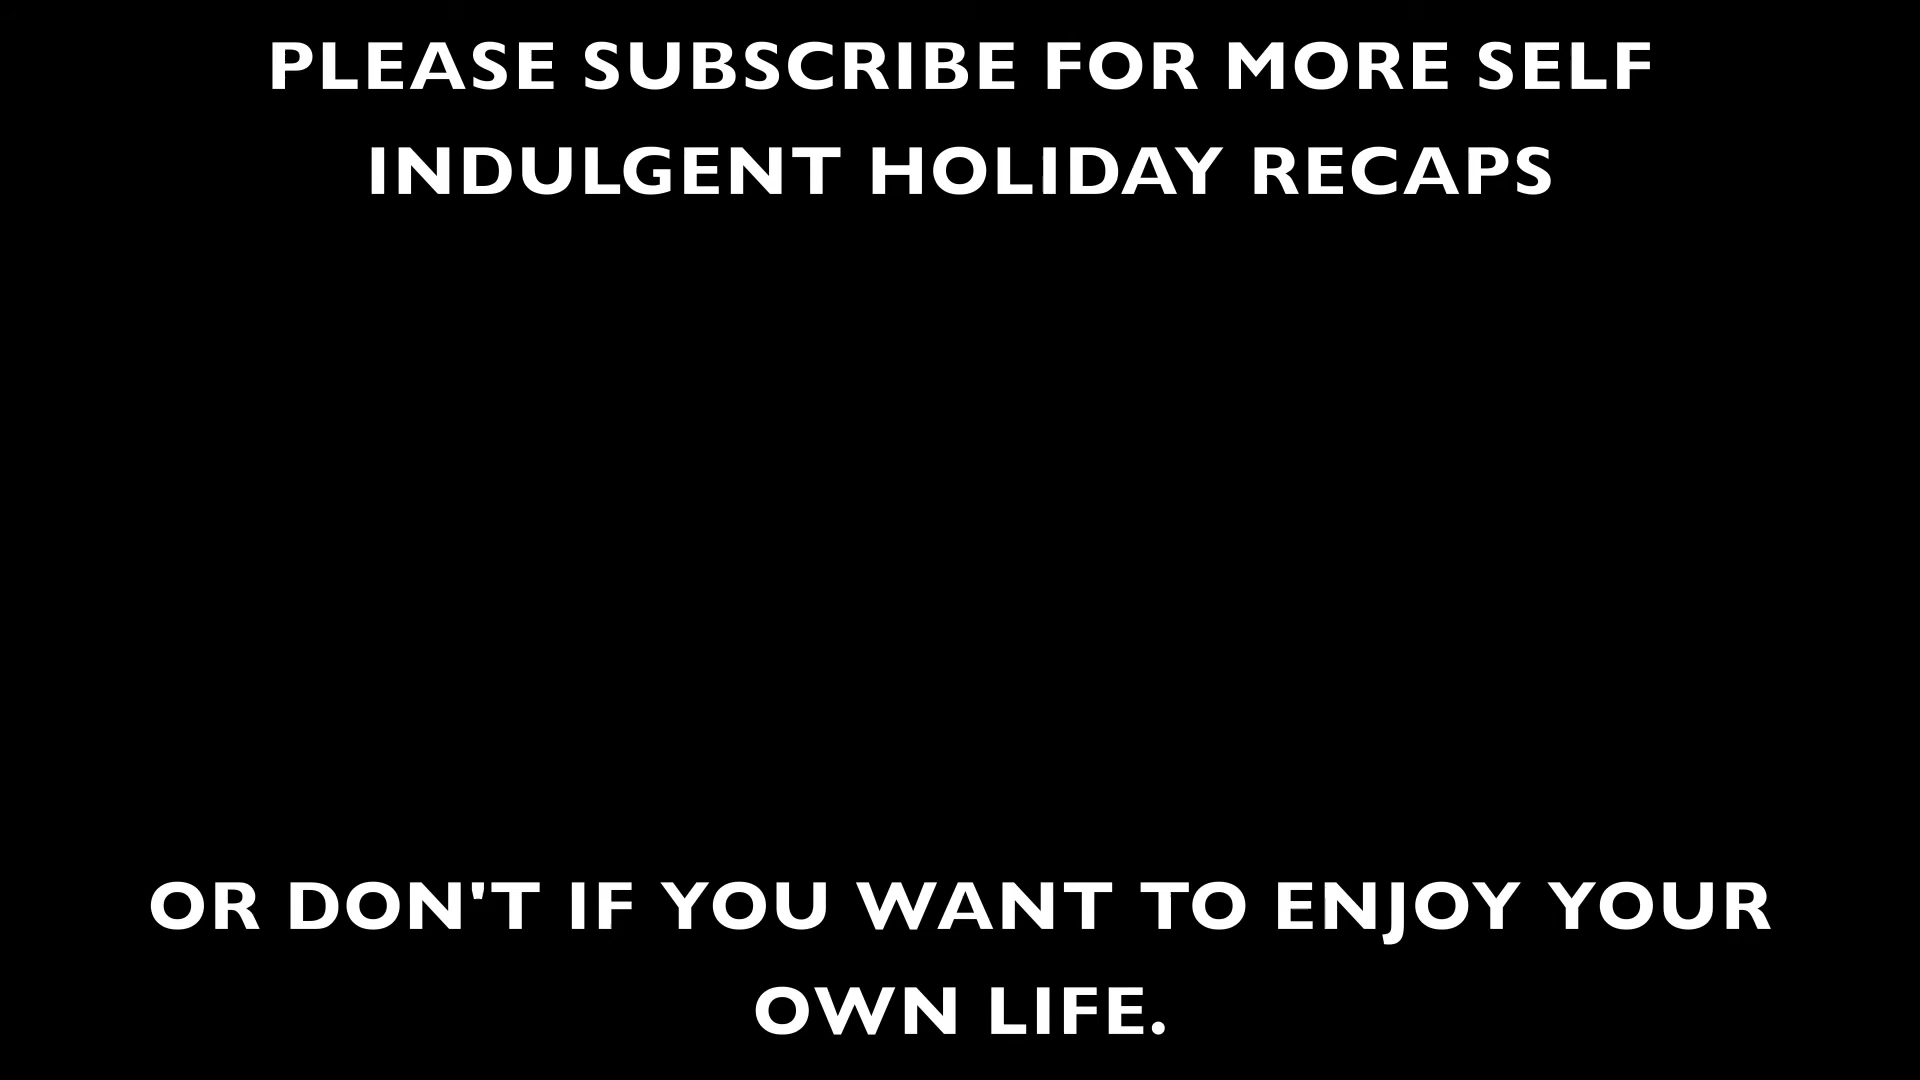 PLEASE SUBSCRIBE FOR MORE SELF
INDULGENT HOLIDAY RECAPS
OR DON'T IF YOU WANT TO ENJOY YOUR
OWN LIFE.